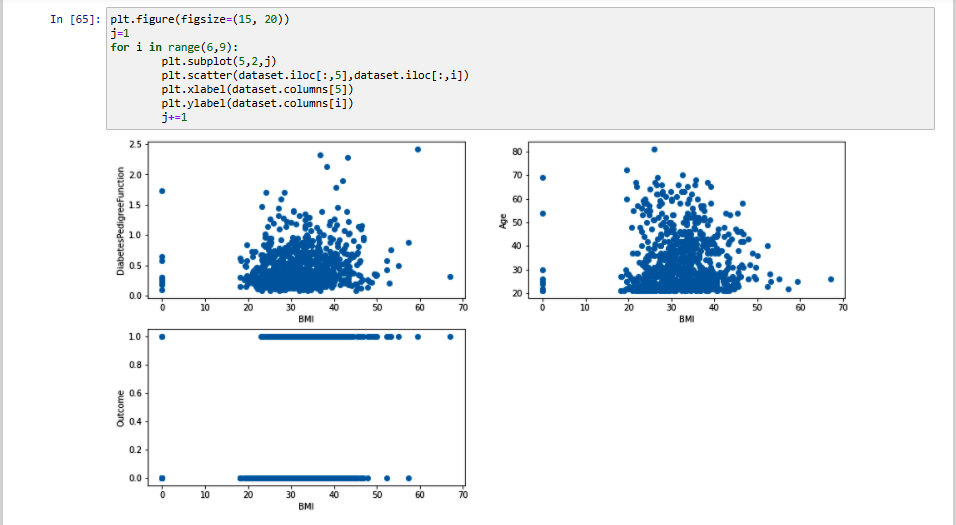 In [65]: plt.figure(figsize=(15, 20))
j=1
for i in range(6,9):
plt.subplot(5,2,j)
plt.scatter(dataset.iloc[:,5],dataset.iloc[:,i])
plt.xlabel(dataset.columns[5])
plt.ylabel(dataset.columns[i])
j+=1
2.5
2.0
1.5
1.0
0.5
0.0
DiabetesPedigreeFunction
0 10 20 30 40 50 60 70
BMI
80
70
60
50
40
30
20
Age
0 10 20 30 40 50 60 70
BMI
1.0
0.8
0.6
0.4
0.2
0.0
Outcome
0 10 20 30 40 50 60 70
BMI